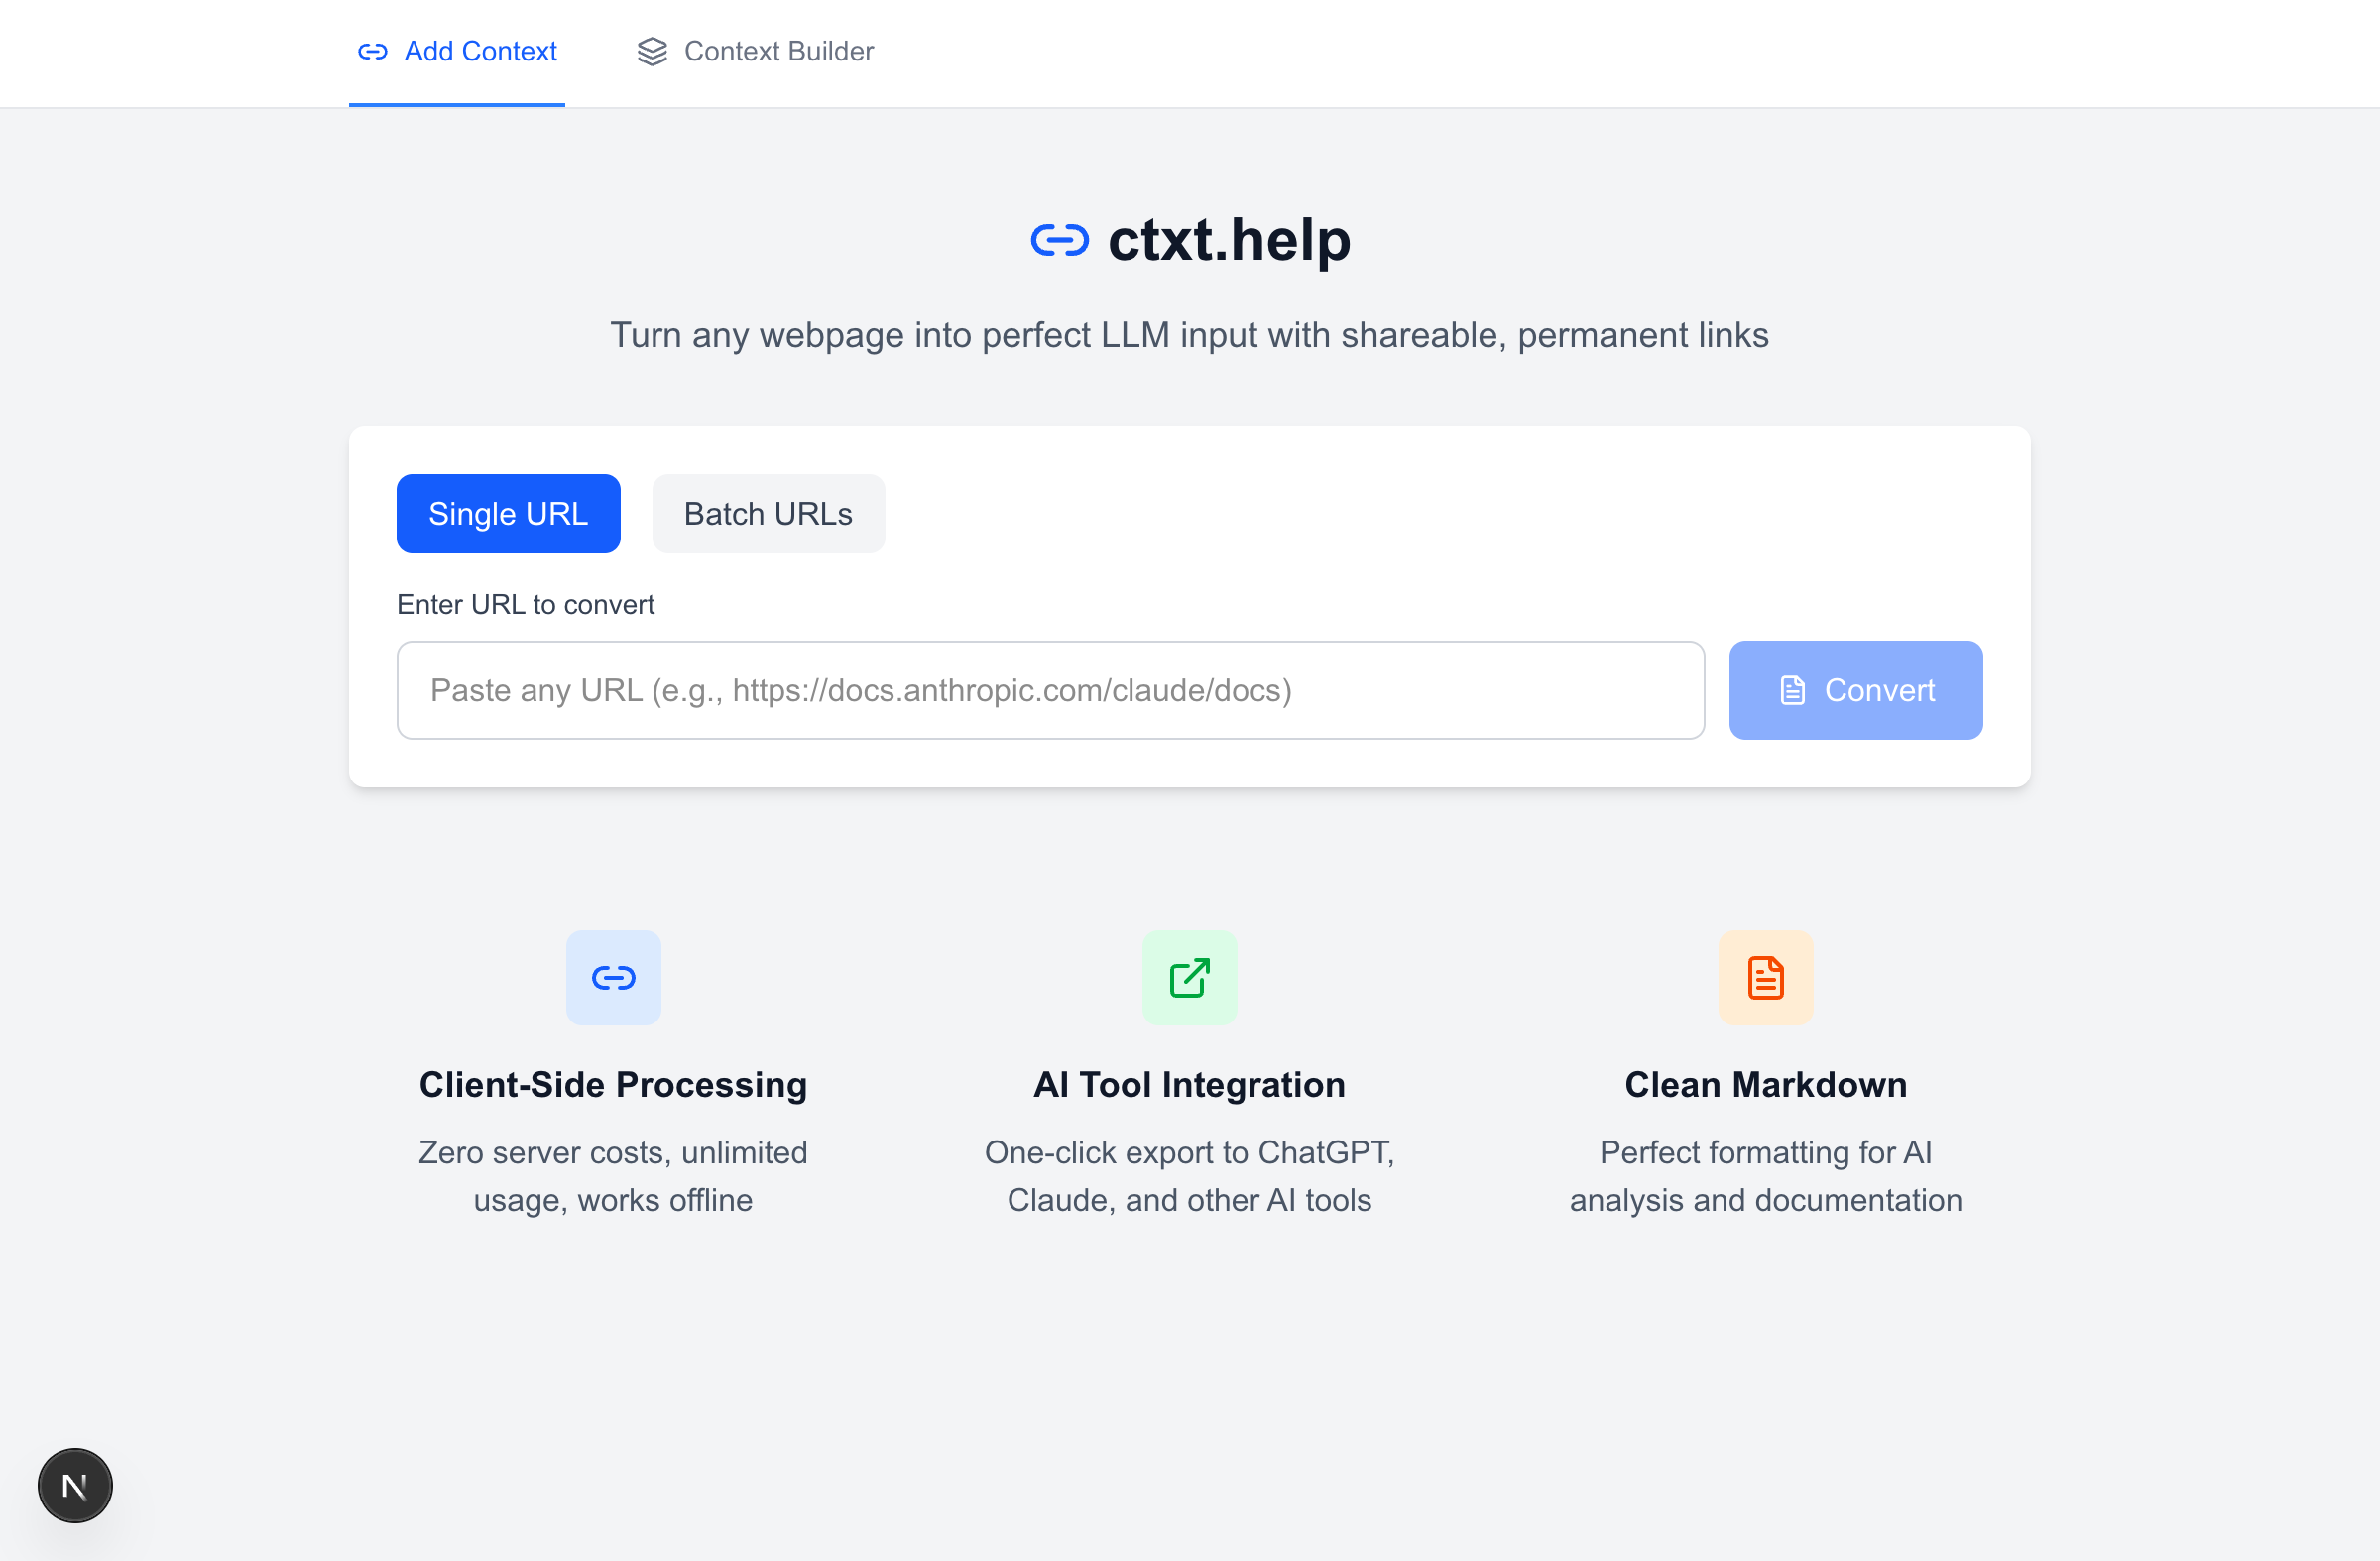 Add Context
Context Builder
ctxt.help
Turn any webpage into perfect LLM input with shareable, permanent links
Single URL
Batch URLs
Enter URL to convert
Paste any URL (e.g., https://docs.anthropic.com/claude/docs)
Convert
Client-Side Processing
Zero server costs, unlimited
usage, works offline
AI Tool Integration
One-click export to ChatGPT,
Claude, and other AI tools
Clean Markdown
Perfect formatting for AI
analysis and documentation
N